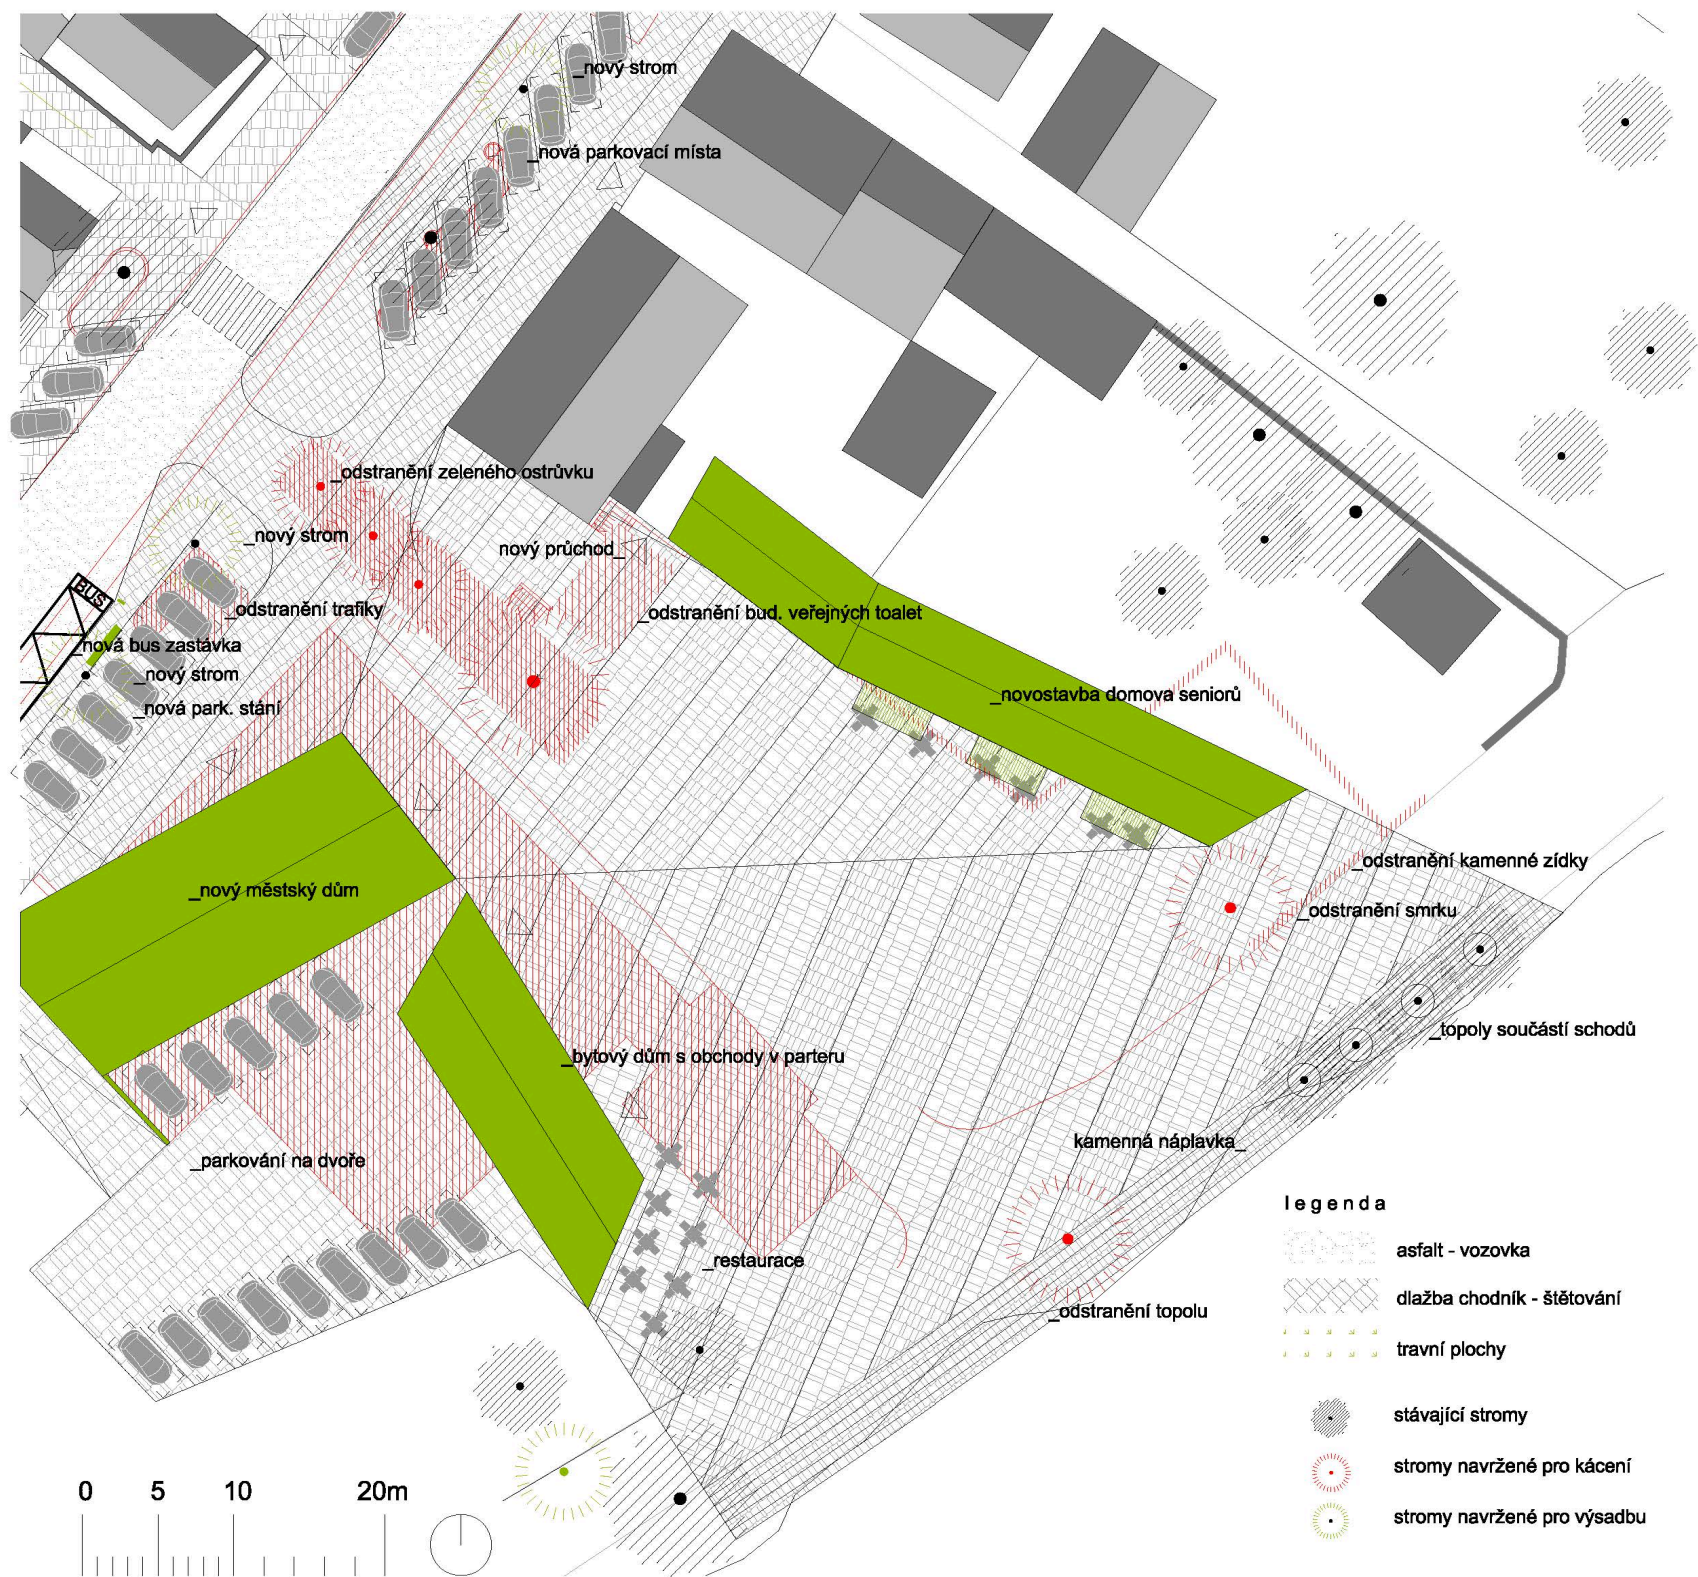 _nový strom
_nová parkovací místa
_odstranění zeleného ostrůvku
_nový strom
nový průchod_
BUS
_odstranění trafiky
_odstranění bud. veřejných toalet
_nová bus zastávka
_nový strom
_nová park. stání
_novostavba domova seniorů
_nový městský dům
_odstranění kamenné zídky
_odstranění smrku
_topoly součástí schodů
_bytový dům s obchody v parteru
kamenná náplavka_
_parkování na dvoře
_restaurace
_odstranění topolu
legenda
asfalt - vozovka
dlažba chodník - štětování
travní plochy
stávající stromy
stromy navržené pro kácení
stromy navržené pro výsadbu
0 5 10 20m